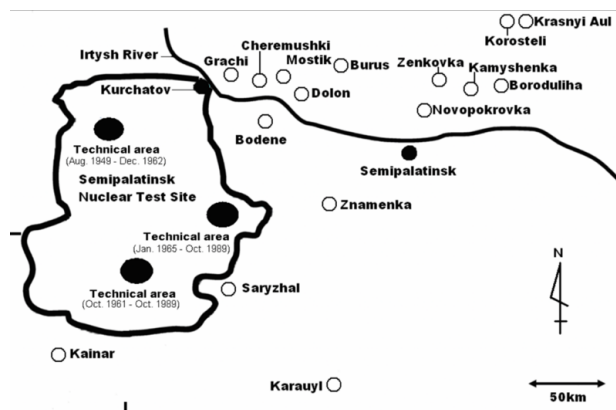 Krasnyi Aul
Korosteli
Irtysh River
Cheremushki
Grachi
Mostik
Burus
Zenkovka
Kamyshenka
Boroduliha
Kurchatov
Dolon
Novopokrovka
Bodene
Technical area
(Aug. 1949 - Dec. 1962)
Semipalatinsk
Semipalatinsk
Nuclear Test Site
Znamenka
Technical area
(Jan. 1965 - Oct. 1989)
N
Technical area
(Oct. 1961 - Oct. 1989)
Saryzhal
Kainar
Karauyl
50km